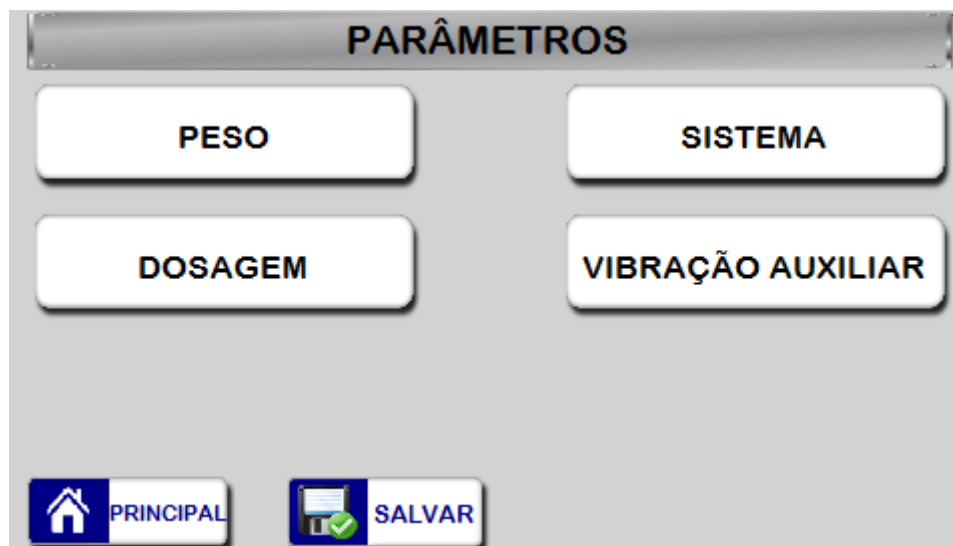 PARÂMETROS
PESO
SISTEMA
DOSAGEM
VIBRAÇÃO AUXILIAR
PRINCIPAL
SALVAR